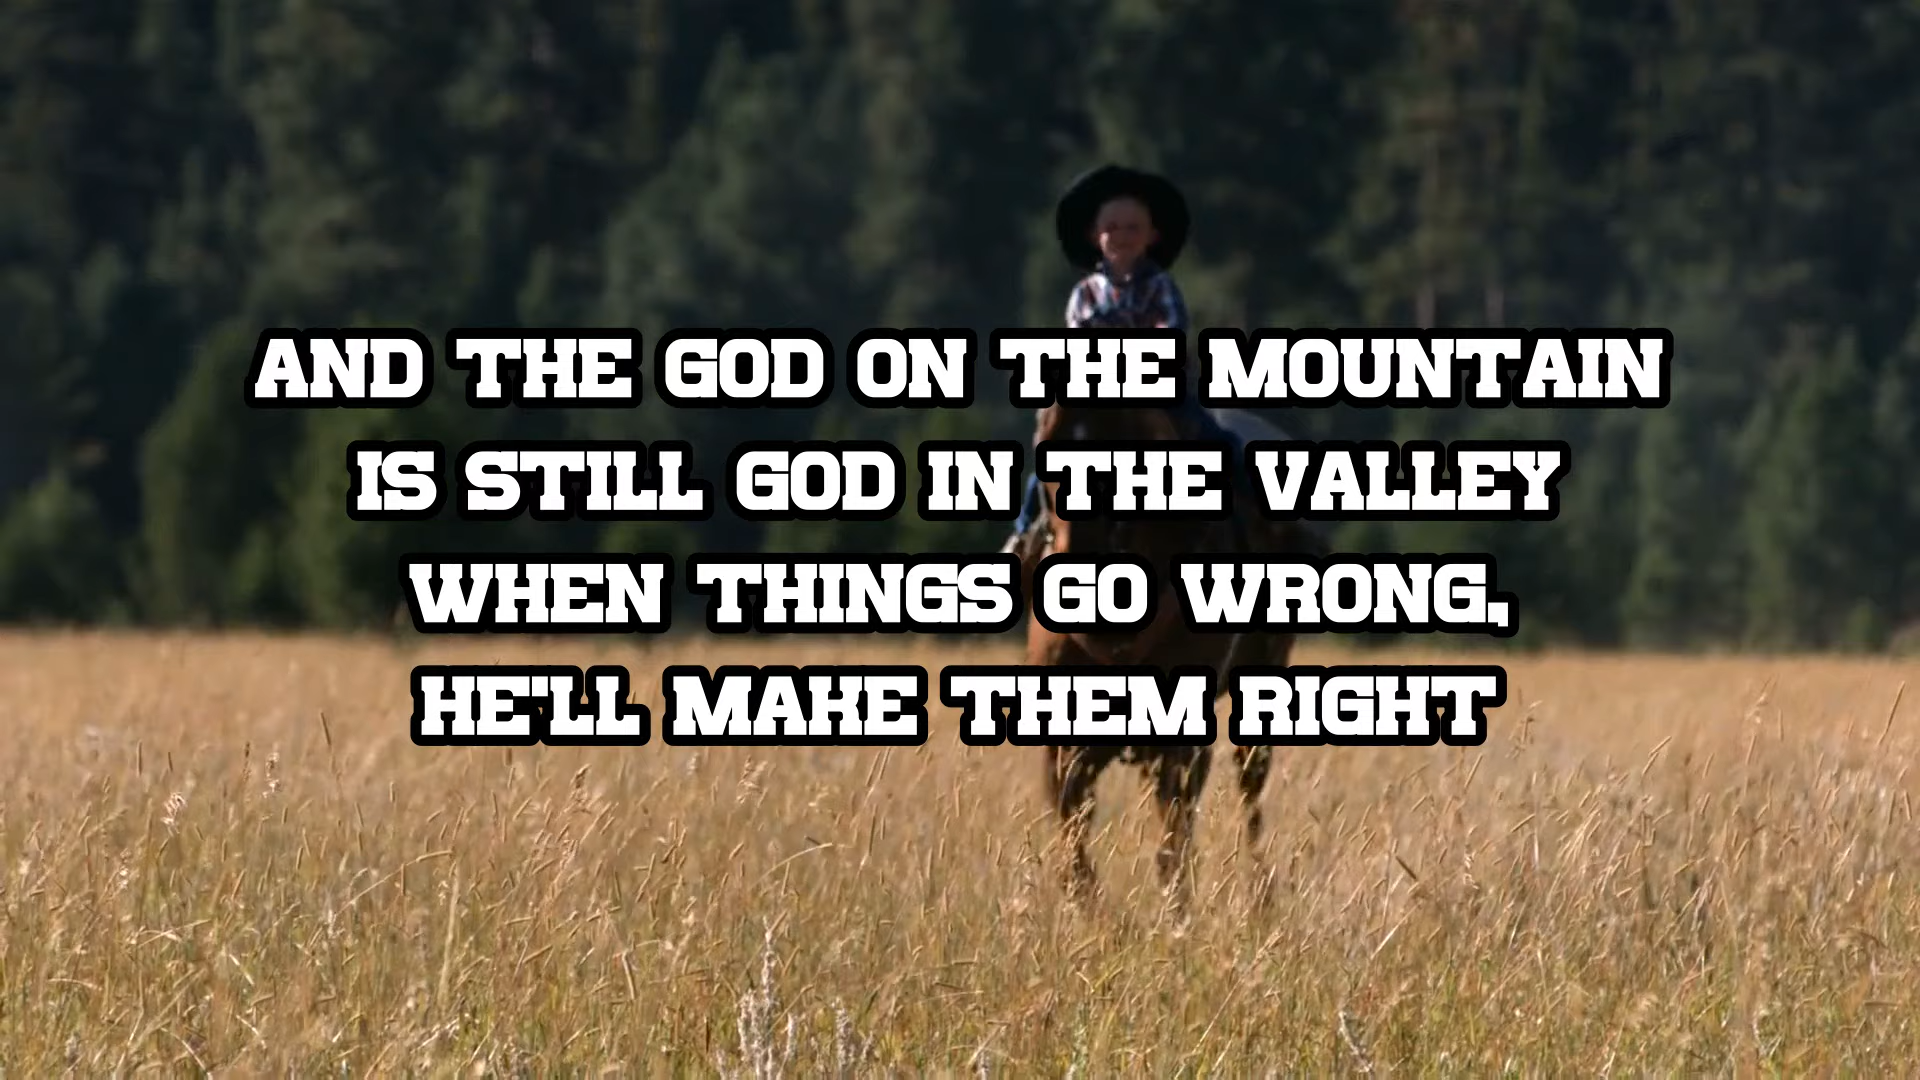 AND THE GOD ON THE MOUNTAIN
IS STILL GOD IN THE VALLEY
WHEN THINGS GO WRONG,
HE'LL MAKE THEM RIGHT